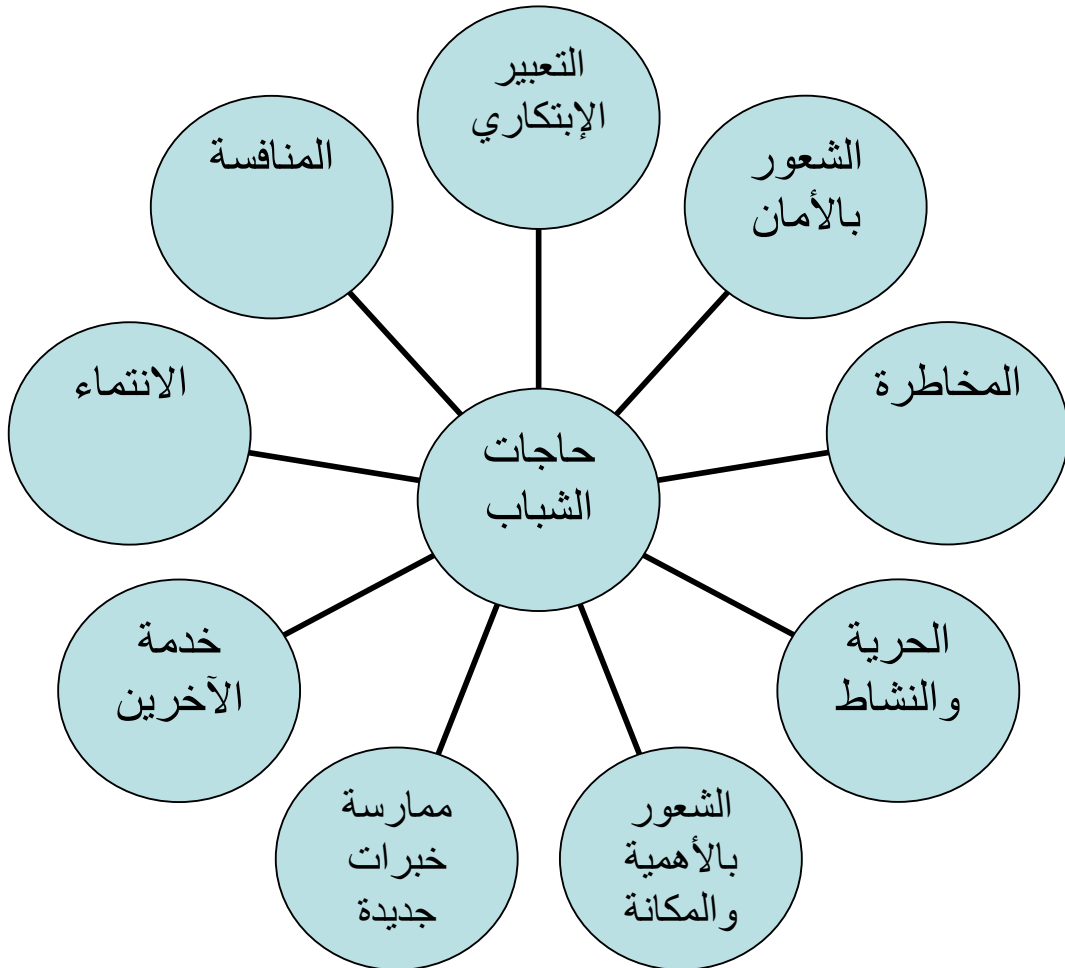 التعبير
الإبتكاري
الشعور
بالأمان
المخاطرة
الحرية
والنشاط
الشعور
بالأهمية
والمكانة
ممارسة
خبرات
جديدة
خدمة
الآخرين
الانتماء
المنافسة
حاجات
الشباب